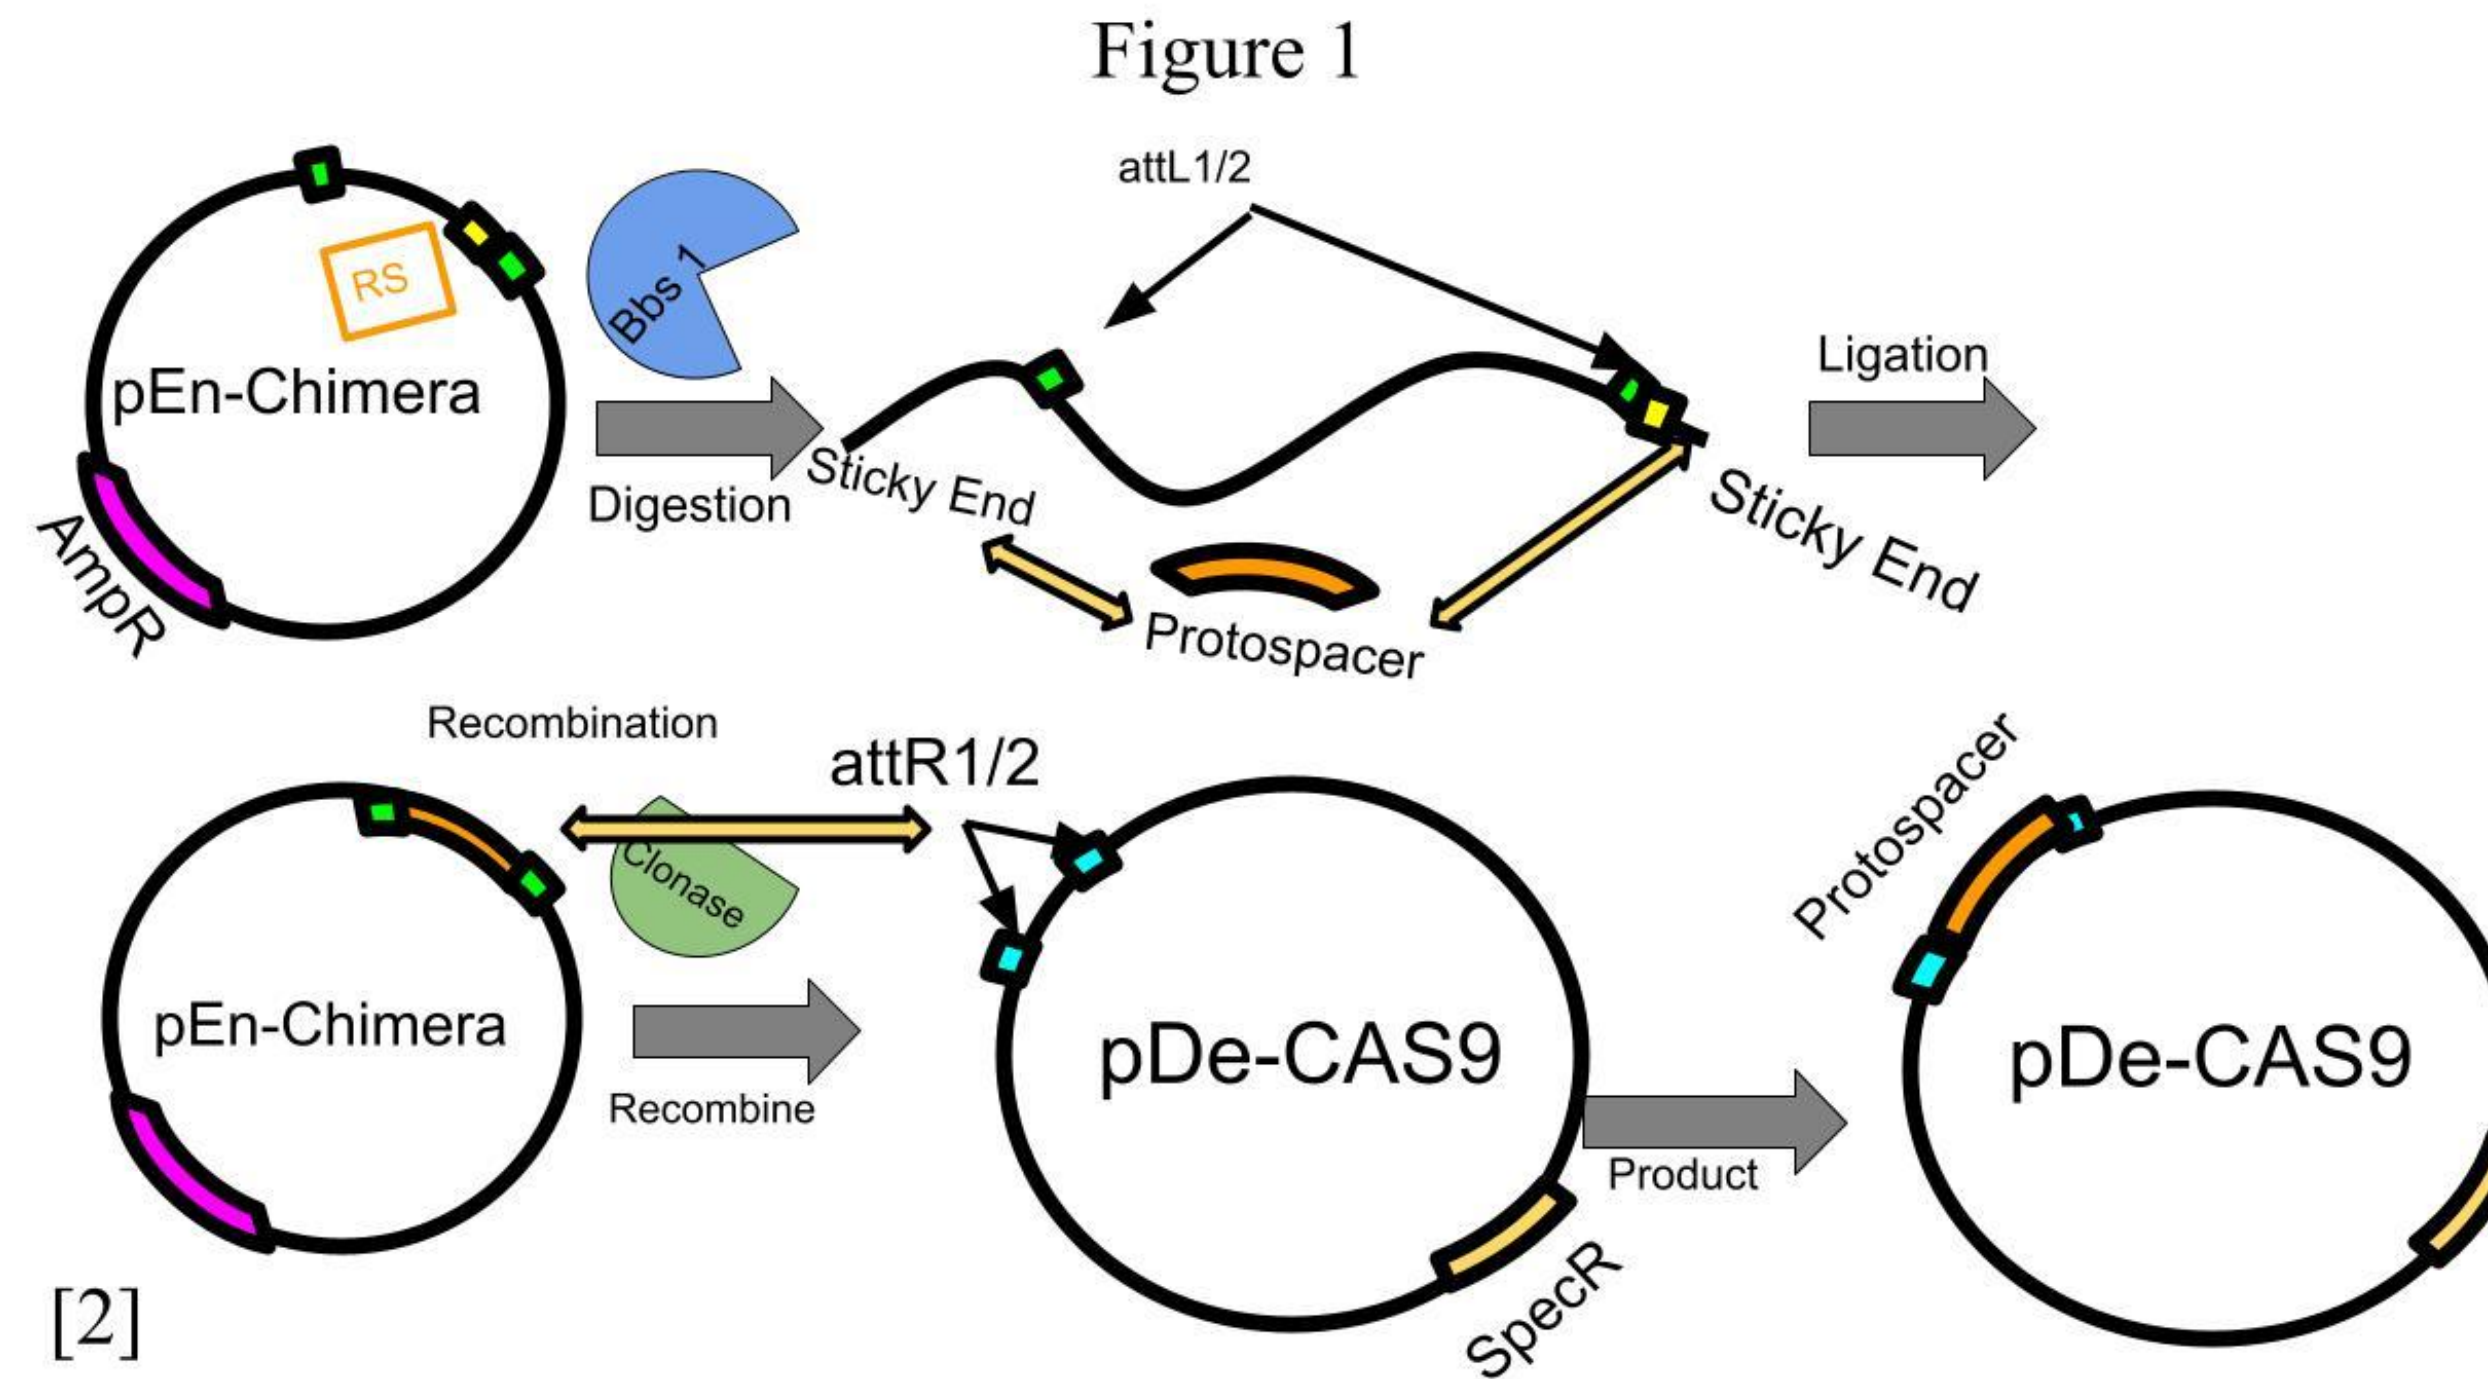 Figure 1
attL1/2
RS
Bbs 1
pEn-Chimera
Ligation
Digestion
Sticky End
Sticky End
AmpR
Protospacer
Recombination
attR1/2
Protospacer
Clonase
pEn-Chimera
Recombine
pDe-CAS9
pDe-CAS9
Product
SpecR
[2]